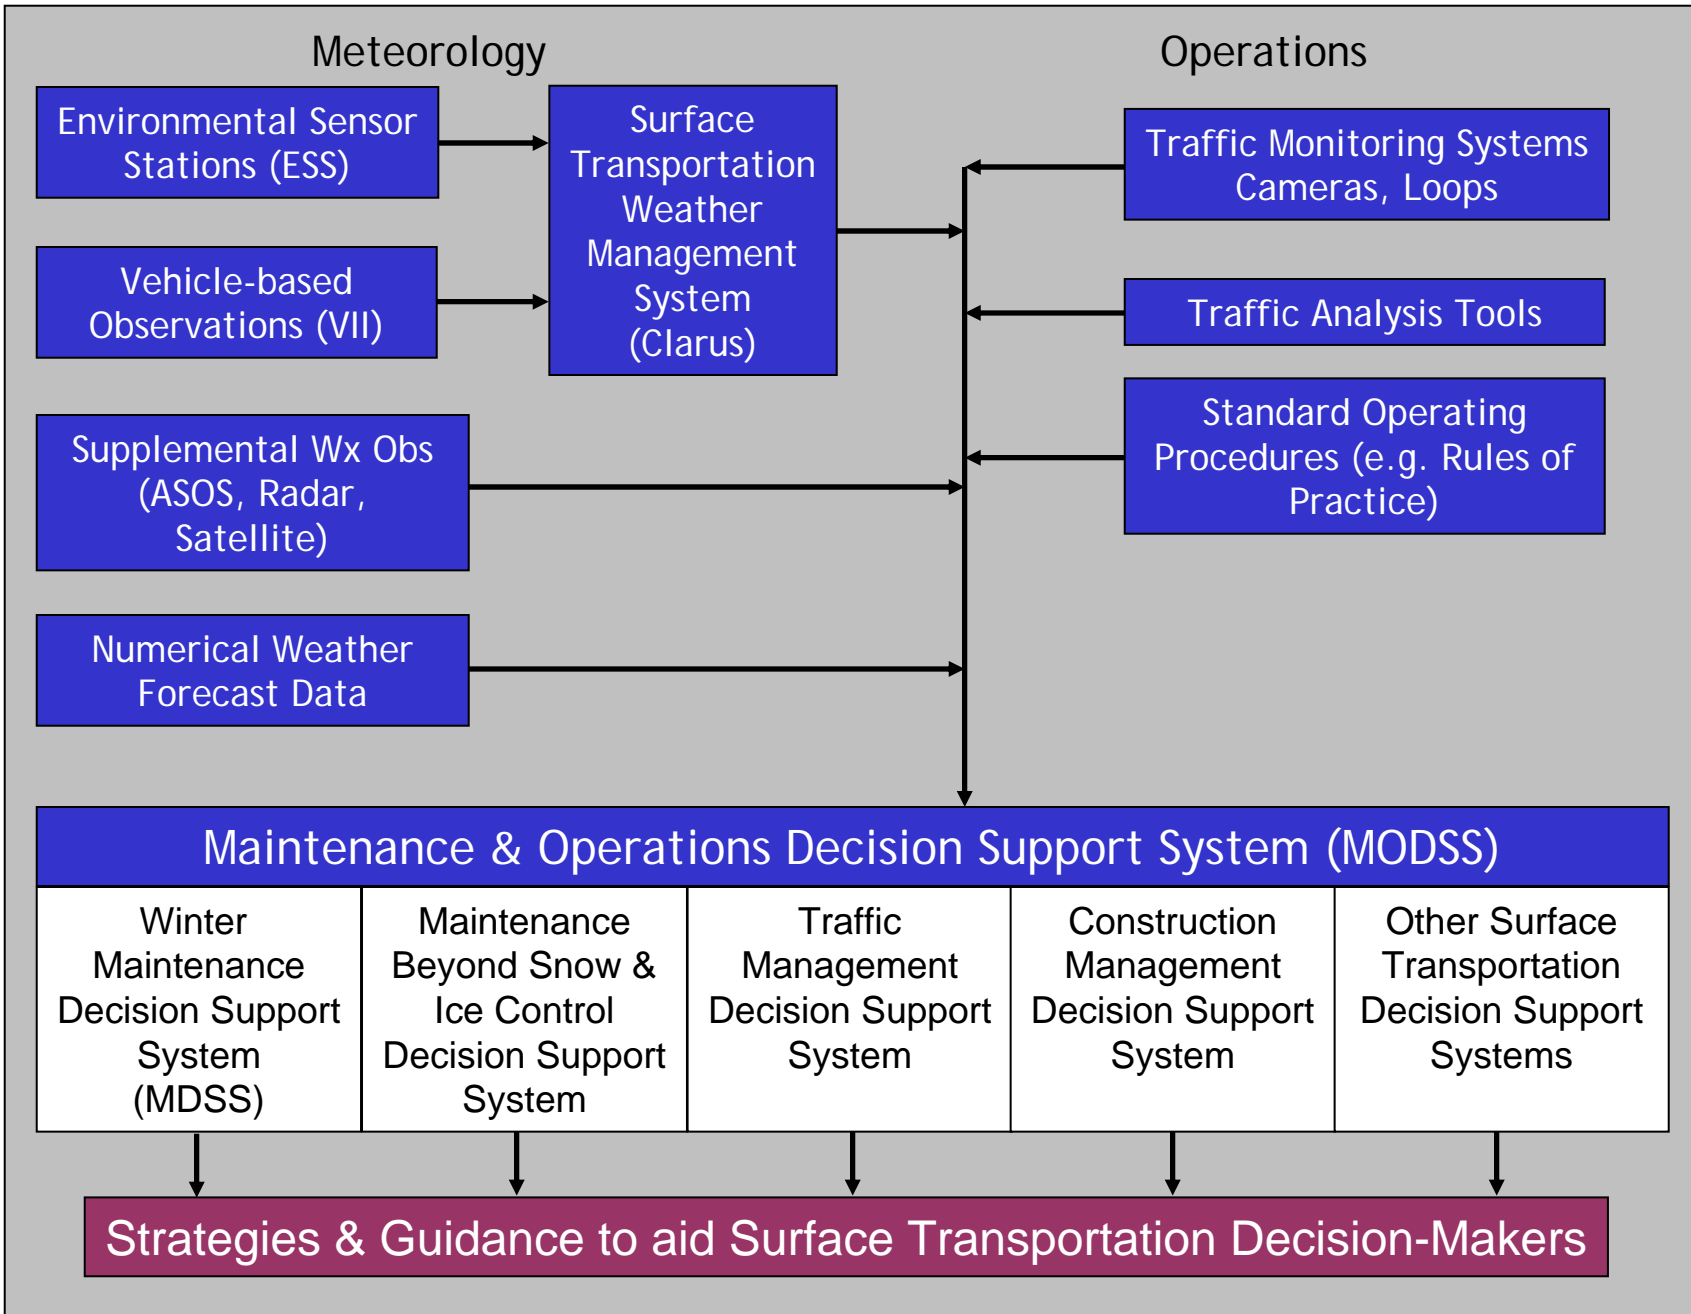 Meteorology
Operations
Environmental Sensor
Stations (ESS)
Surface
Transportation
Weather
Management
System
(Clarus)
Traffic Monitoring Systems
Cameras, Loops
Vehicle-based
Observations (VII)
Traffic Analysis Tools
Supplemental Wx Obs
(ASOS, Radar,
Satellite)
Standard Operating
Procedures (e.g. Rules of
Practice)
Numerical Weather
Forecast Data
Maintenance & Operations Decision Support System (MODSS)
Winter
Maintenance
Decision Support
System
(MDSS)
Maintenance
Beyond Snow &
Ice Control
Decision Support
System
Traffic
Management
Decision Support
System
Construction
Management
Decision Support
System
Other Surface
Transportation
Decision Support
Systems
Strategies & Guidance to aid Surface Transportation Decision-Makers